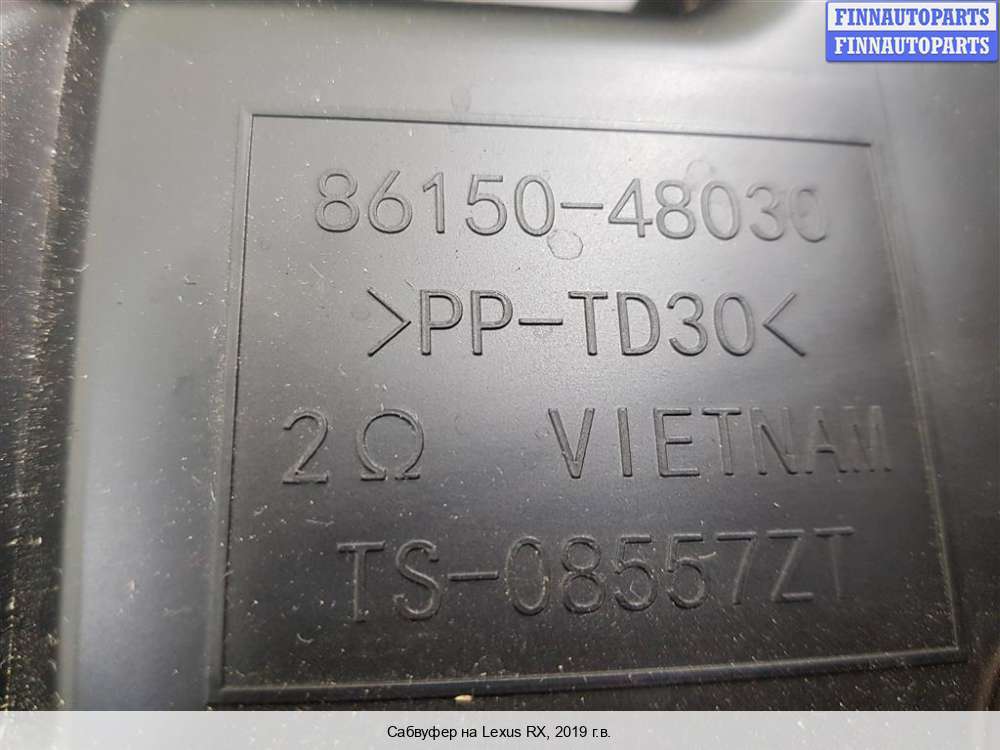 FINNAUTOPARTS
FINNAUTOPARTS
86150-48030
>PP-TD30<
2Ω VIETNAM
TS-08557ZT
Сабвуфер на Lexus RX, 2019 г.в.